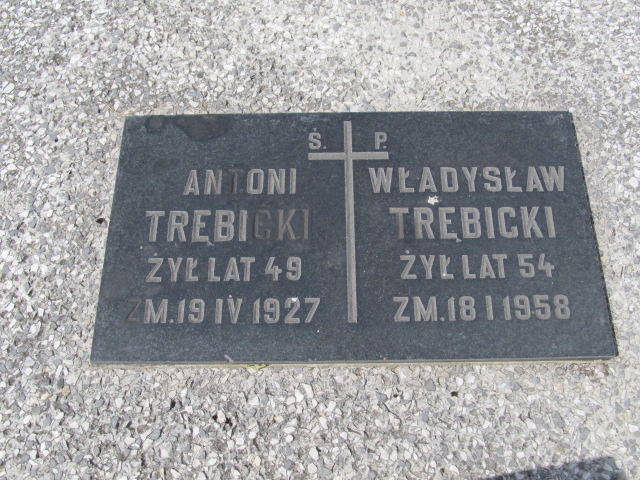 Ś. P.
ANTONI
TRĘBICKI
ŻYŁ LAT 49
ZM. 19 IV 1927
WŁADYSŁAW
TRĘBICKI
ŻYŁ LAT 54
ZM. 18 I 1958